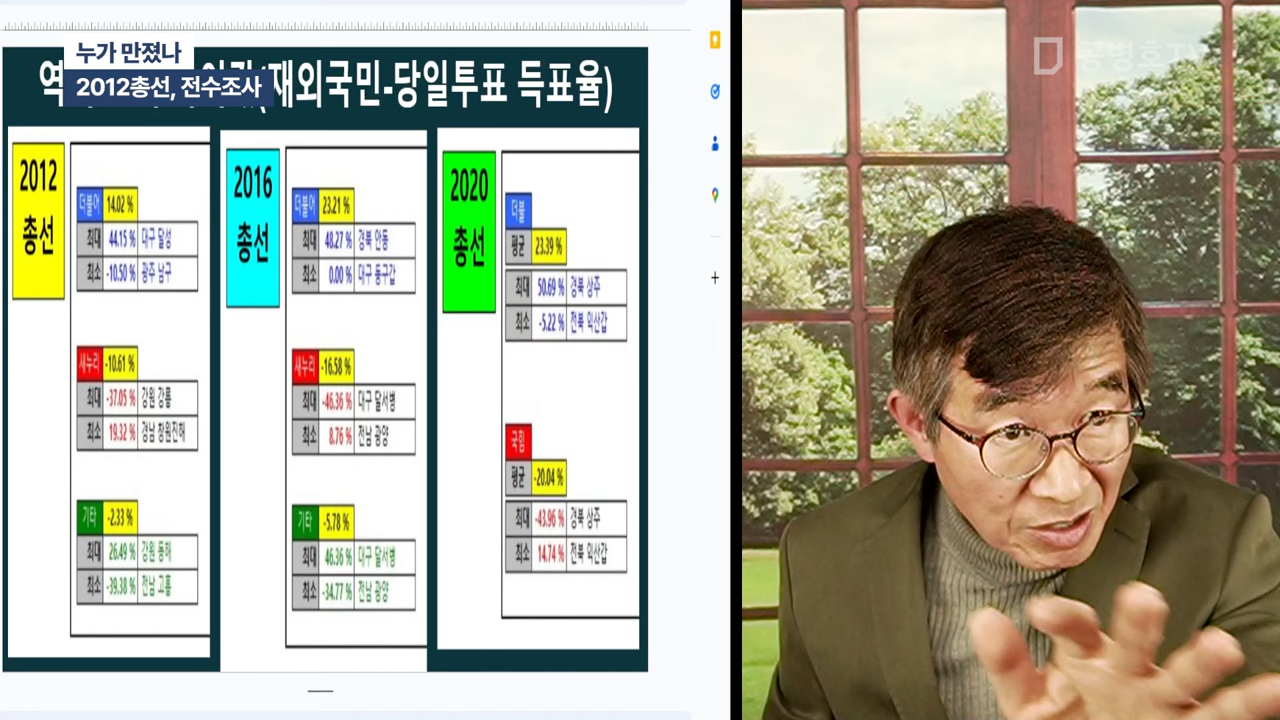 누가 만졌나
2012총선, 전수조사
역
(재외국민-당일투표 득표율)
공병호TV
2012
총선
더불어 14.02 %
최대 44.15 % 대구 달성
최소 -10.50 % 광주 남구
새누리 -10.61 %
최대 -37.05 % 강원 강릉
최소 19.32 % 경남 창원진해
기타 -2.33 %
최대 26.49 % 강원 동해
최소 -39.38 % 전남 고흥
2016
총선
더불어 23.21 %
최대 48.27 % 경북 안동
최소 0.00 % 대구 동구갑
새누리 -16.58 %
최대 -46.36 % 대구 달서병
최소 8.76 % 전남 광양
기타 -5.78 %
최대 46.36 % 대구 달서병
최소 -34.77 % 전남 광양
2020
총선
더불
평균 23.39 %
최대 50.69 % 경북 상주
최소 -5.22 % 전북 익산갑
국힘
평균 -20.04 %
최대 -43.96 % 경북 상주
최소 14.74 % 전북 익산갑